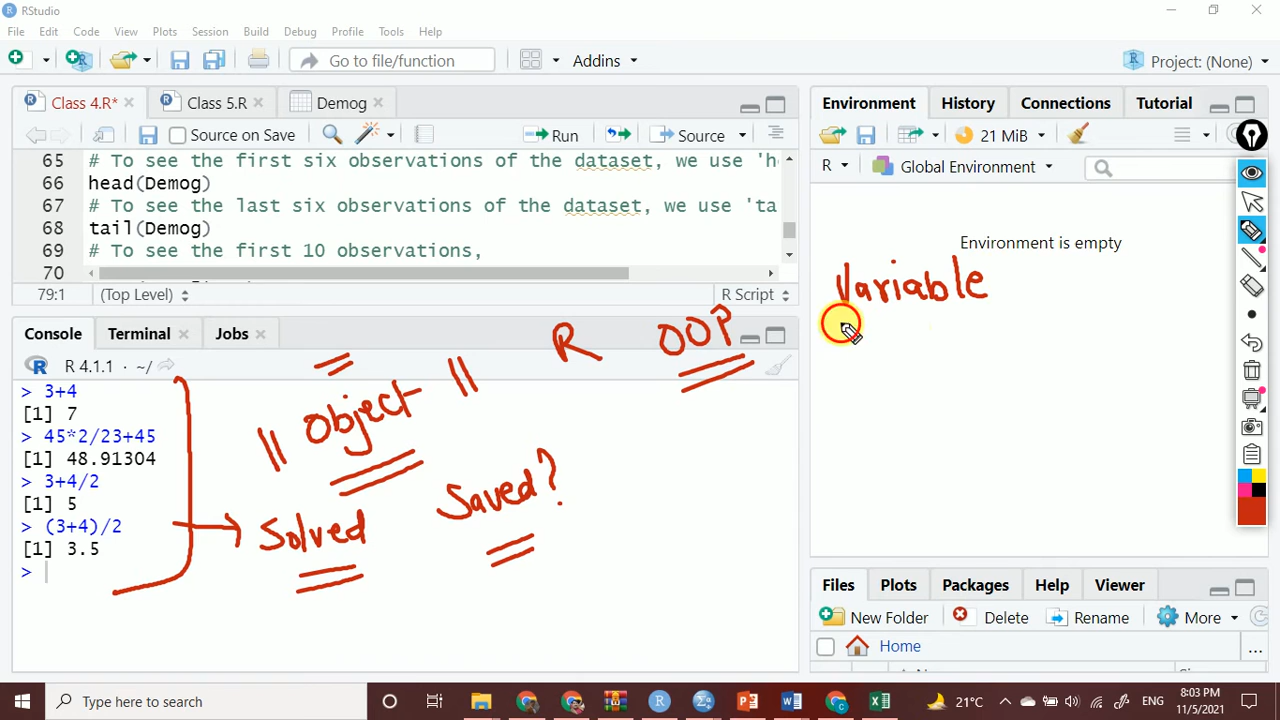 RStudio
File Edit Code View Plots Session Build Debug Profile Tools Help
Go to file/function Addins Project: (None)
Class 4.R* Class 5.R Demog
Source on Save Run Source
65 # To see the first six observations of the dataset, we use 'h
66 head(Demog)
67 # To see the last six observations of the dataset, we use 'ta
68 tail(Demog)
69 # To see the first 10 observations,
70
79:1 (Top Level) R Script
Console Terminal Jobs
R 4.1.1 · ~/
> 3+4
[1] 7
> 45*2/23+45
[1] 48.91304
> 3+4/2
[1] 5
> (3+4)/2
[1] 3.5
>
R OOP
"Object"
Solved Saved?
Environment History Connections Tutorial
21 MiB
R Global Environment
Environment is empty
Variable
Files Plots Packages Help Viewer
New Folder Delete Rename More
Home ...
Type here to search
21°C ENG 8:03 PM
11/5/2021